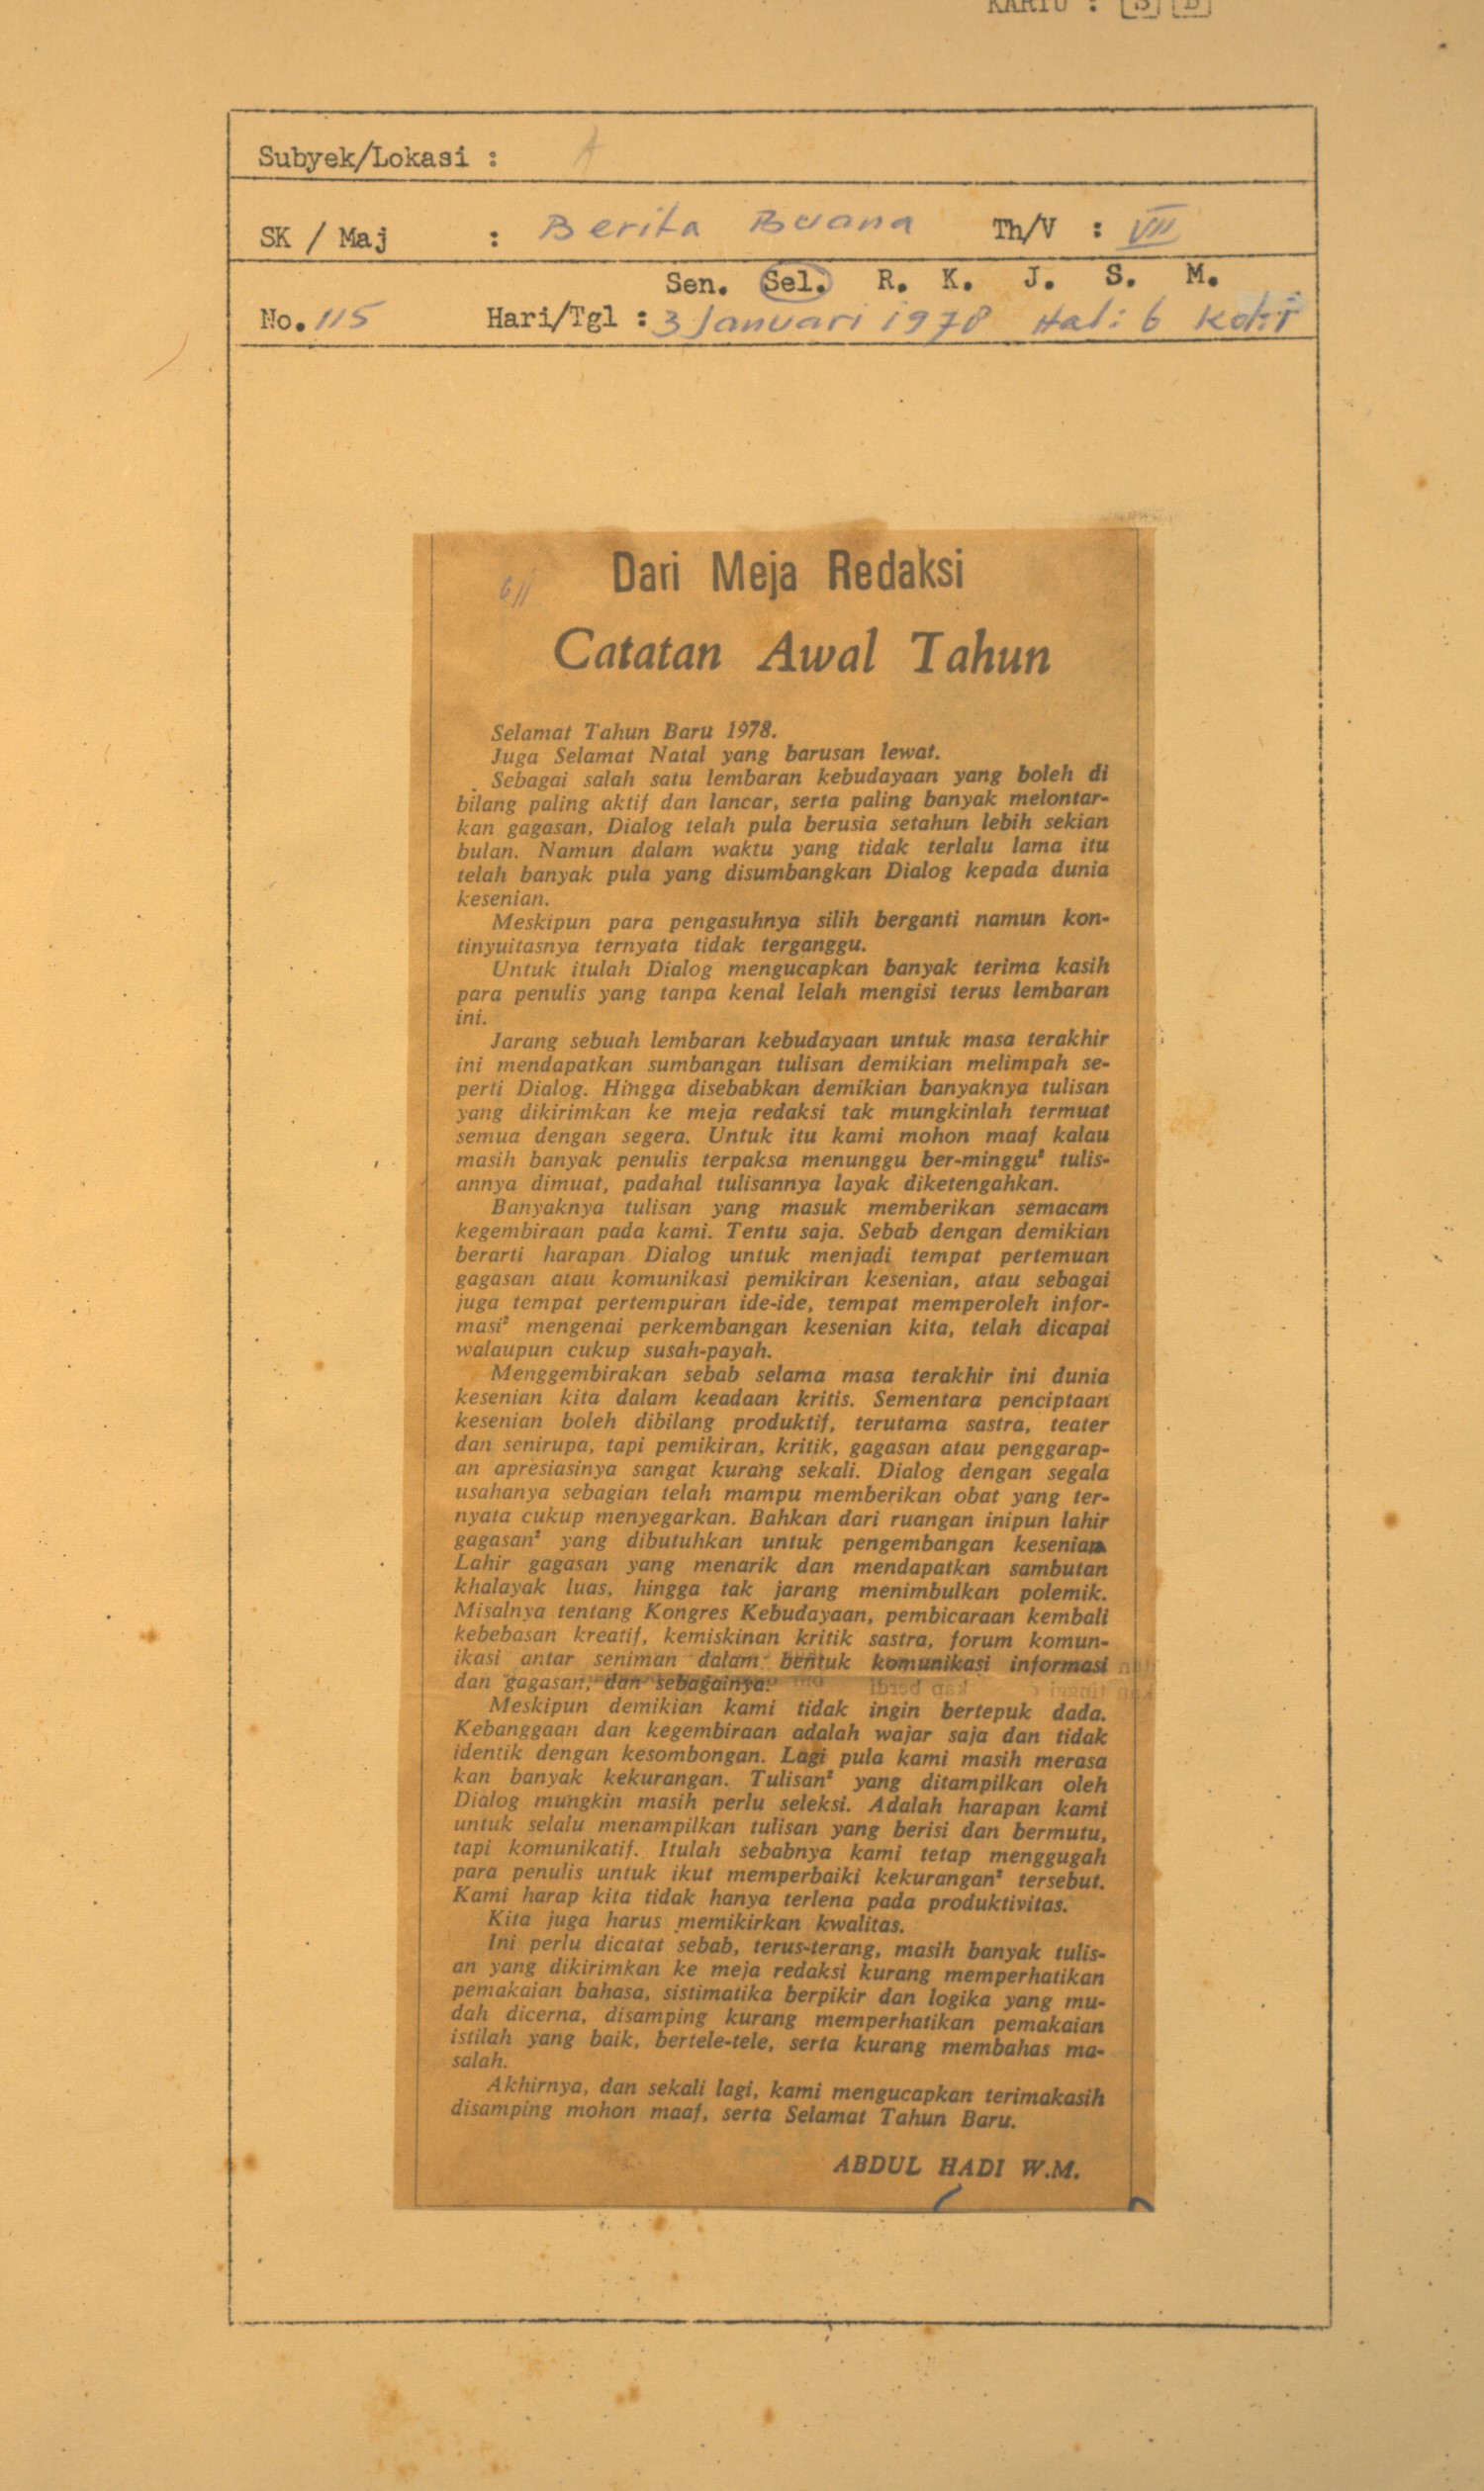 KARTU : S B
Subyek/Lokasi : A
SK / Maj : Berita Buana Th/V : VII
Sen. Sel. R. K. J. S. M.
No. 115 Hari/Tgl : 3 Januari 1978 Hal: 6 Kol:
Dari Meja Redaksi
Catatan Awal Tahun
Selamat Tahun Baru 1978.
Juga Selamat Natal yang barusan lewat.
Sebagai salah satu lembaran kebudayaan yang boleh di
bilang paling aktif dan lancar, serta paling banyak melontar-
kan gagasan, Dialog telah pula berusia setahun lebih sekian
bulan. Namun dalam waktu yang tidak terlalu lama itu
telah banyak pula yang disumbangkan Dialog kepada dunia
kesenian.
Meskipun para pengasuhnya silih berganti namun kon-
tinyuitasnya ternyata tidak terganggu.
Untuk itulah Dialog mengucapkan banyak terima kasih
para penulis yang tanpa kenal lelah mengisi terus lembaran
ini.
Jarang sebuah lembaran kebudayaan untuk masa terakhir
ini mendapatkan sumbangan tulisan demikian melimpah se-
perti Dialog. Hingga disebabkan demikian banyaknya tulisan
yang dikirimkan ke meja redaksi tak mungkinlah termuat
semua dengan segera. Untuk itu kami mohon maaf kalau
masih banyak penulis terpaksa menunggu ber-minggu² tulis-
annya dimuat, padahal tulisannya layak diketengahkan.
Banyaknya tulisan yang masuk memberikan semacam
kegembiraan pada kami. Tentu saja. Sebab dengan demikian
berarti harapan Dialog untuk menjadi tempat pertemuan
gagasan atau komunikasi pemikiran kesenian, atau sebagai
juga tempat pertempuran ide-ide, tempat memperoleh infor-
masi² mengenai perkembangan kesenian kita, telah dicapai
walaupun cukup susah-payah.
Menggembirakan sebab selama masa terakhir ini dunia
kesenian kita dalam keadaan kritis. Sementara penciptaan
kesenian boleh dibilang produktif, terutama sastra, teater
dan senirupa, tapi pemikiran, kritik, gagasan atau penggarap-
an apresiasinya sangat kurang sekali. Dialog dengan segala
usahanya sebagian telah mampu memberikan obat yang ter-
nyata cukup menyegarkan. Bahkan dari ruangan inipun lahir
gagasan² yang dibutuhkan untuk pengembangan kesenian
Lahir gagasan yang menarik dan mendapatkan sambutan
khalayak luas, hingga tak jarang menimbulkan polemik.
Misalnya tentang Kongres Kebudayaan, pembicaraan kembali
kebebasan kreatif, kemiskinan kritik sastra, forum komun-
ikasi antar seniman dalam bentuk komunikasi informasi
dan gagasan, dan sebagainya.
Meskipun demikian kami tidak ingin bertepuk dada.
Kebanggaan dan kegembiraan adalah wajar saja dan tidak
identik dengan kesombongan. Lagi pula kami masih merasa
kan banyak kekurangan. Tulisan² yang ditampilkan oleh
Dialog mungkin masih perlu seleksi. Adalah harapan kami
untuk selalu menampilkan tulisan yang berisi dan bermutu,
tapi komunikatif. Itulah sebabnya kami tetap menggugah
para penulis untuk ikut memperbaiki kekurangan² tersebut.
Kami harap kita tidak hanya terlena pada produktivitas.
Kita juga harus memikirkan kwalitas.
Ini perlu dicatat sebab, terus-terang, masih banyak tulis-
an yang dikirimkan ke meja redaksi kurang memperhatikan
pemakaian bahasa, sistimatika berpikir dan logika yang mu-
dah dicerna, disamping kurang memperhatikan pemakaian
istilah yang baik, bertele-tele, serta kurang membahas ma-
salah.
Akhirnya, dan sekali lagi, kami mengucapkan terimakasih
disamping mohon maaf, serta Selamat Tahun Baru.
ABDUL HADI W.M.